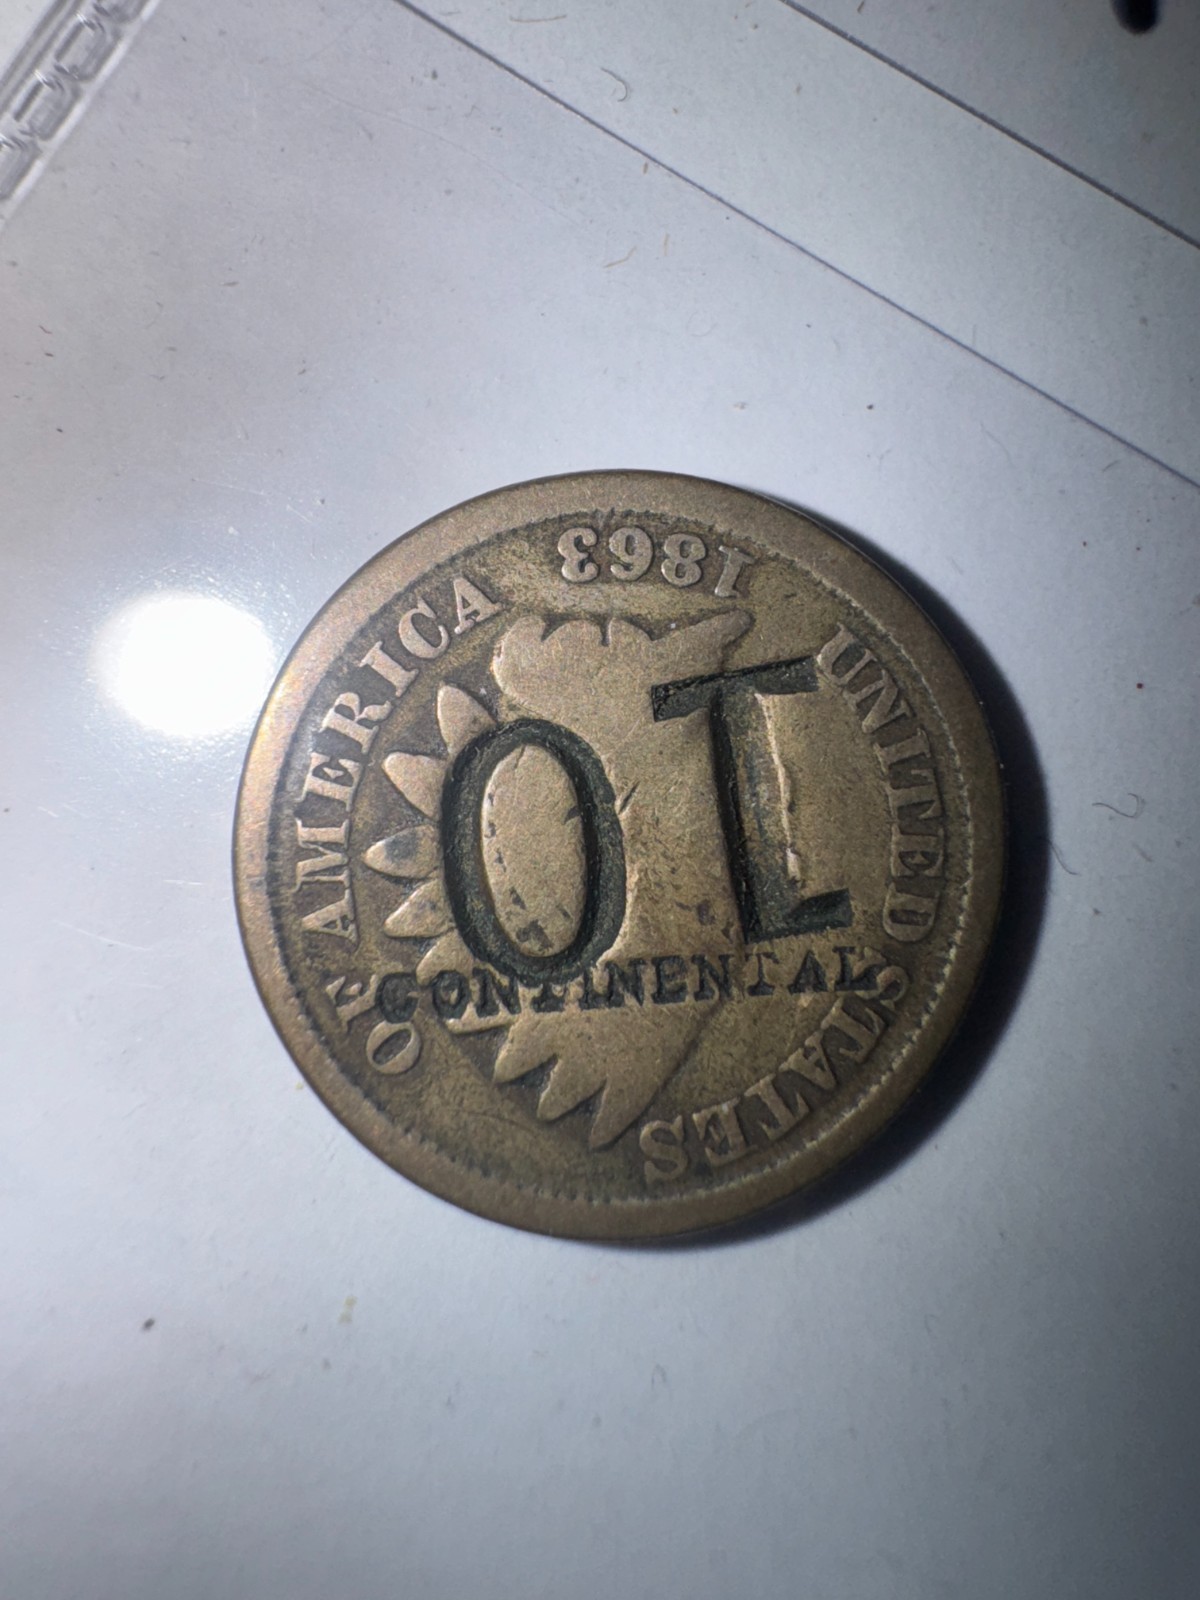 UNITED STATES OF AMERICA
1863
10
CONTINENTAL